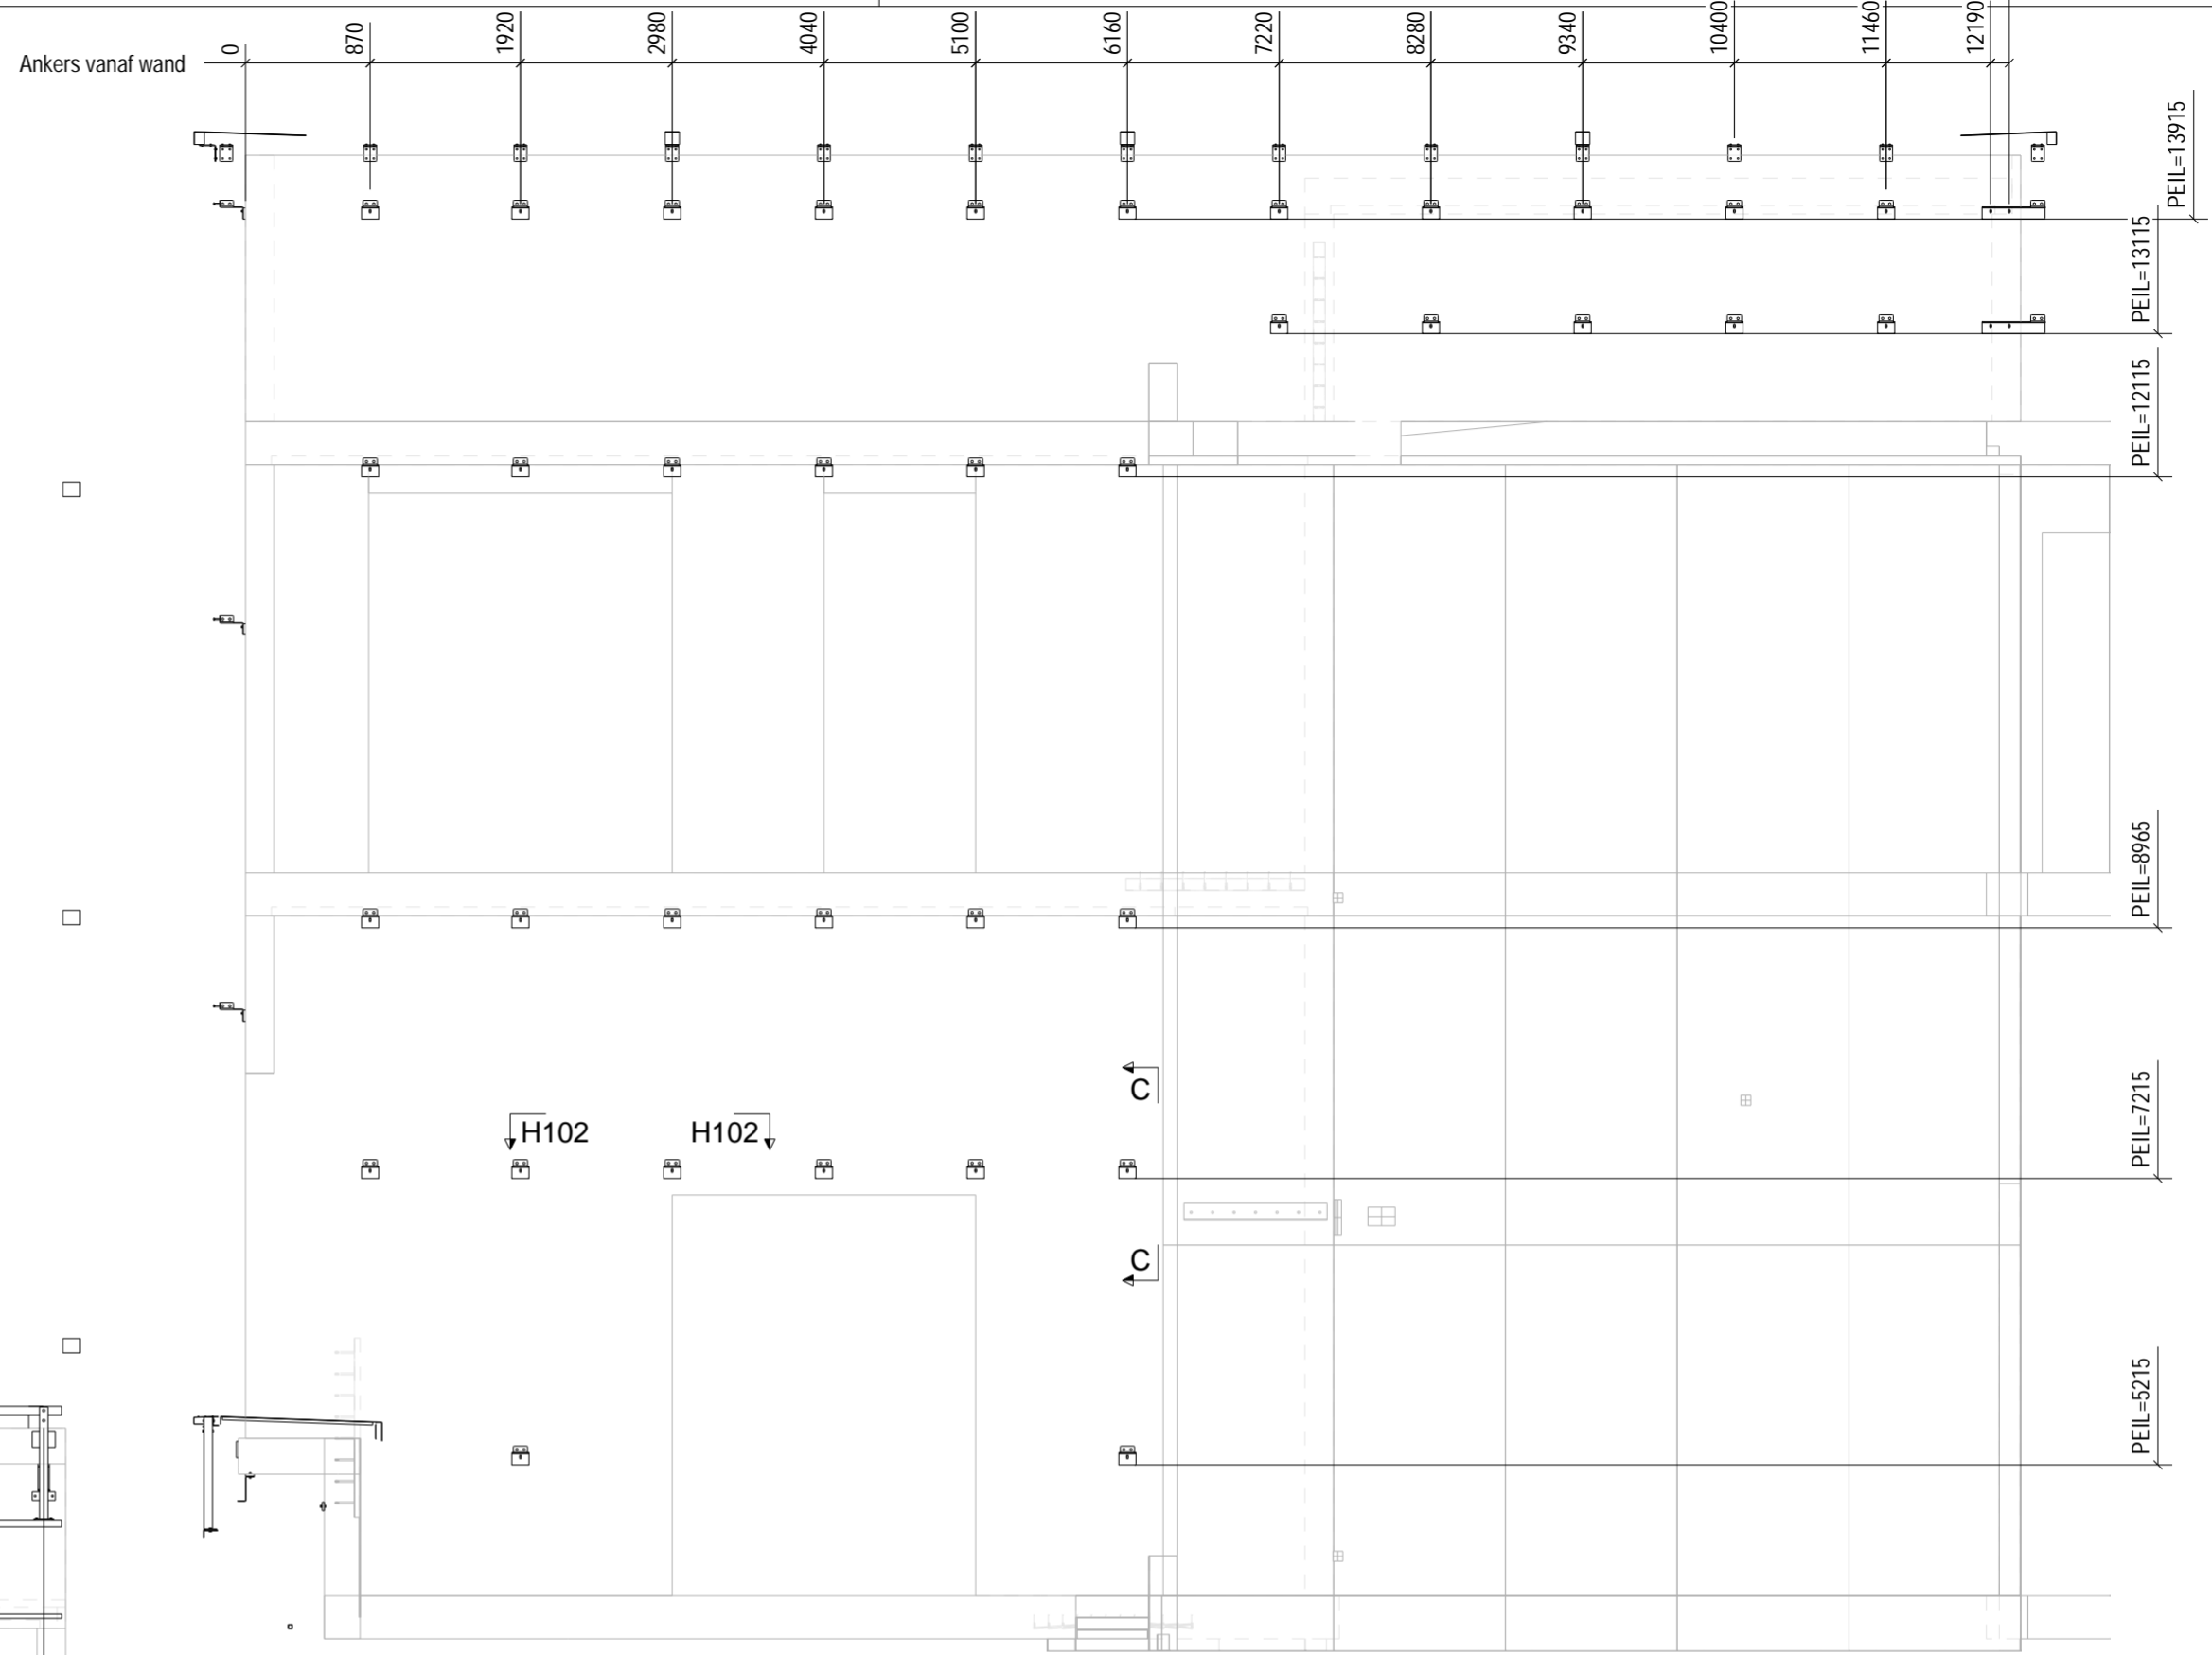 Ankers vanaf wand
0
870
1920
2980
4040
5100
6160
7220
8280
9340
10400
11460
12190
PEIL=13915
PEIL=13115
PEIL=12115
PEIL=8965
C
PEIL=7215
H102 H102
C
PEIL=5215